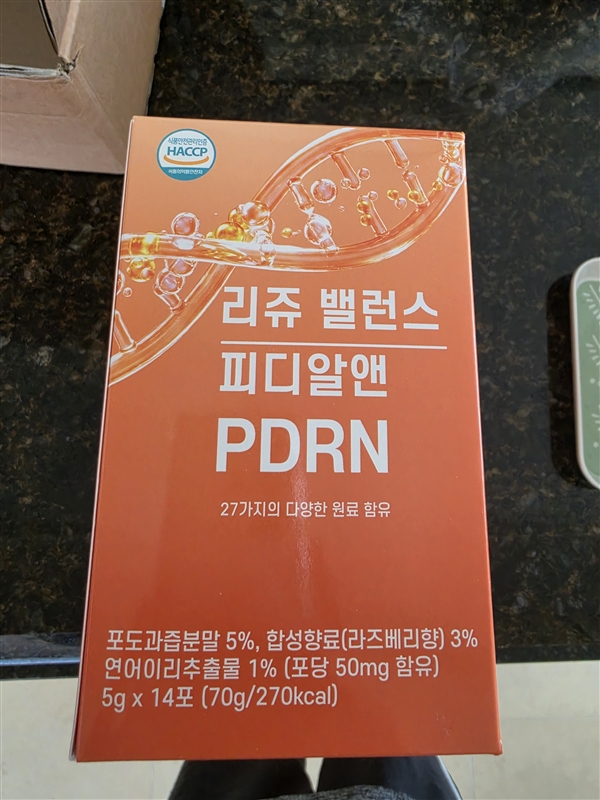 식품안전관리인증
HACCP
식품의약품안전처
리쥬 밸런스
피디알앤
PDRN
27가지의 다양한 원료 함유
포도과즙분말 5%, 합성향료(라즈베리향) 3%
연어이리추출물 1% (포당 50mg 함유)
5g x 14포 (70g/270kcal)